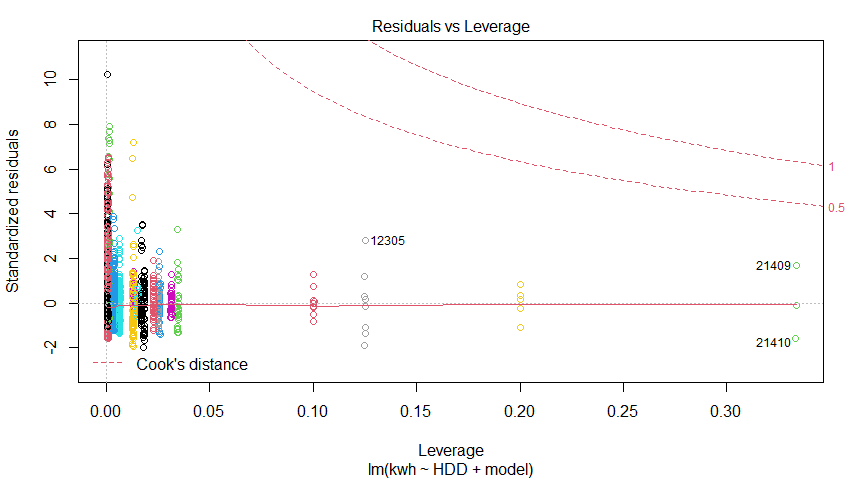 Residuals vs Leverage
Standardized residuals
10
8
6
4
2
0
-2
1
0.5
12305
21409
21410
Cook's distance
0.00 0.05 0.10 0.15 0.20 0.25 0.30
Leverage
lm(kwh ~ HDD + model)